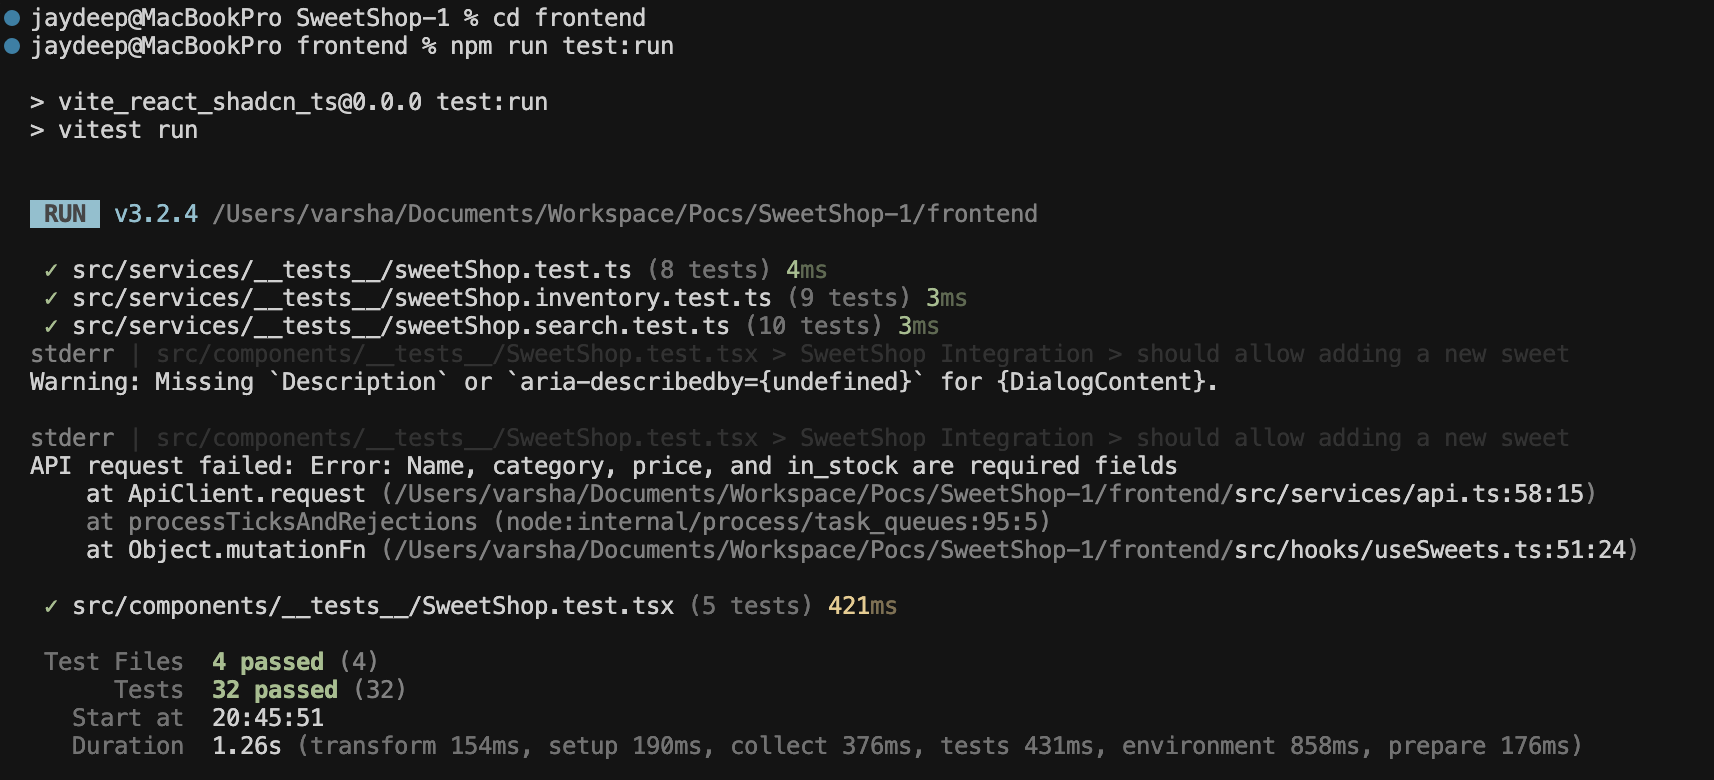 jaydeep@MacBookPro SweetShop-1 % cd frontend
jaydeep@MacBookPro frontend % npm run test:run
> vite_react_shadcn_ts@0.0.0 test:run
> vitest run
RUN v3.2.4 /Users/varsha/Documents/Workspace/Pocs/SweetShop-1/frontend
✓ src/services/__tests__/sweetShop.test.ts (8 tests) 4ms
✓ src/services/__tests__/sweetShop.inventory.test.ts (9 tests) 3ms
✓ src/services/__tests__/sweetShop.search.test.ts (10 tests) 3ms
stderr | src/components/__tests__/SweetShop.test.tsx > SweetShop Integration > should allow adding a new sweet
Warning: Missing `Description` or `aria-describedby={undefined}` for {DialogContent}.
stderr | src/components/__tests__/SweetShop.test.tsx > SweetShop Integration > should allow adding a new sweet
API request failed: Error: Name, category, price, and in_stock are required fields
at ApiClient.request (/Users/varsha/Documents/Workspace/Pocs/SweetShop-1/frontend/src/services/api.ts:58:15)
at processTicksAndRejections (node:internal/process/task_queues:95:5)
at Object.mutationFn (/Users/varsha/Documents/Workspace/Pocs/SweetShop-1/frontend/src/hooks/useSweets.ts:51:24)
✓ src/components/__tests__/SweetShop.test.tsx (5 tests) 421ms
Test Files 4 passed (4)
Tests 32 passed (32)
Start at 20:45:51
Duration 1.26s (transform 154ms, setup 190ms, collect 376ms, tests 431ms, environment 858ms, prepare 176ms)